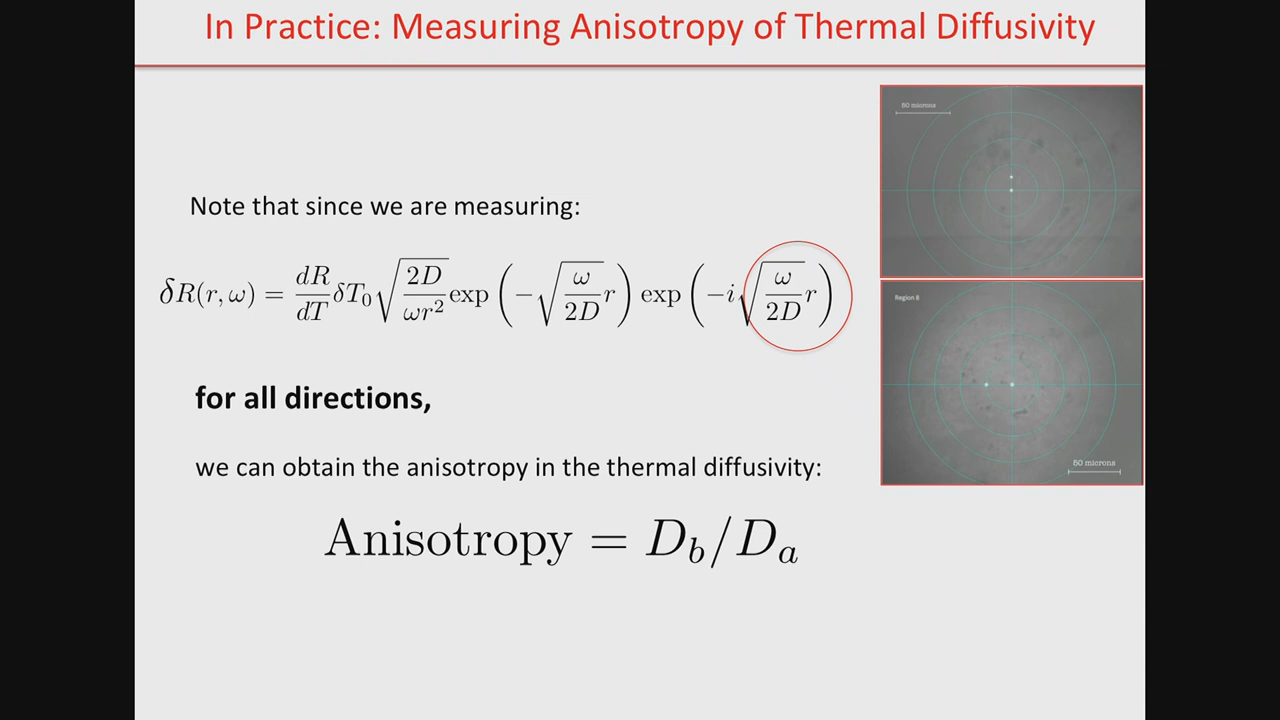 In Practice: Measuring Anisotropy of Thermal Diffusivity
50 microns
Note that since we are measuring:
δR(r, ω) = dR/dT δT₀ √(2D/ωr²) exp(−√(ω/2D) r) exp(−i√(ω/2D) r)
Region 8
for all directions,
we can obtain the anisotropy in the thermal diffusivity:
50 microns
Anisotropy = D_b/D_a